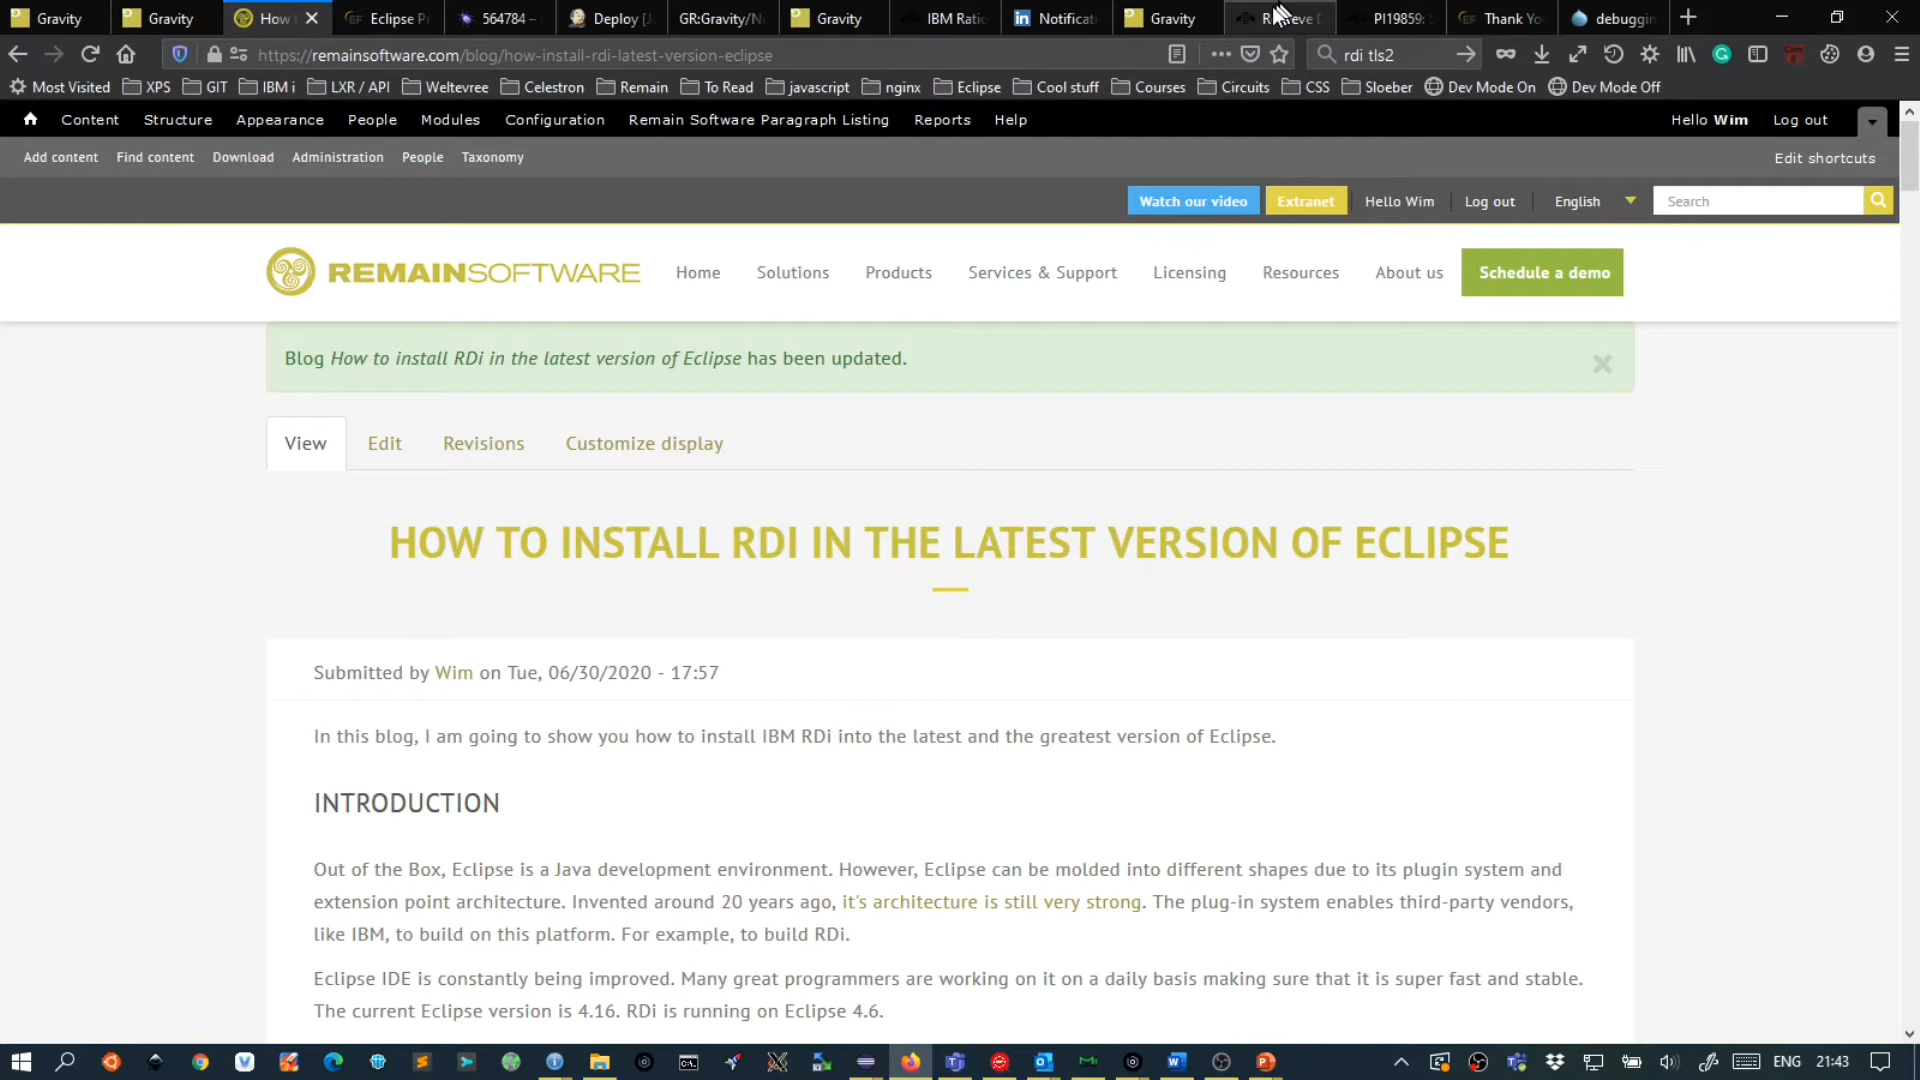 Gravity Gravity How Eclipse P 564784 – Deploy [J GR:Gravity/N Gravity IBM Ratio Notificat Gravity PI19859: Thank Yo debuggin
https://remainsoftware.com/blog/how-install-rdi-latest-version-eclipse rdi tls2
Most Visited XPS GIT IBM i LXR / API Weltevree Celestron Remain To Read javascript nginx Eclipse Cool stuff Courses Circuits CSS Sloeber Dev Mode On Dev Mode Off
Content Structure Appearance People Modules Configuration Remain Software Paragraph Listing Reports Help Hello Wim Log out
Add content Find content Download Administration People Taxonomy Edit shortcuts
Watch our video Extranet Hello Wim Log out English Search
REMAINSOFTWARE Home Solutions Products Services & Support Licensing Resources About us Schedule a demo
Blog How to install RDi in the latest version of Eclipse has been updated.
View Edit Revisions Customize display
HOW TO INSTALL RDI IN THE LATEST VERSION OF ECLIPSE
Submitted by Wim on Tue, 06/30/2020 - 17:57
In this blog, I am going to show you how to install IBM RDi into the latest and the greatest version of Eclipse.
INTRODUCTION
Out of the Box, Eclipse is a Java development environment. However, Eclipse can be molded into different shapes due to its plugin system and
extension point architecture. Invented around 20 years ago, it's architecture is still very strong. The plug-in system enables third-party vendors,
like IBM, to build on this platform. For example, to build RDi.
Eclipse IDE is constantly being improved. Many great programmers are working on it on a daily basis making sure that it is super fast and stable.
The current Eclipse version is 4.16. RDi is running on Eclipse 4.6.
ENG 21:43